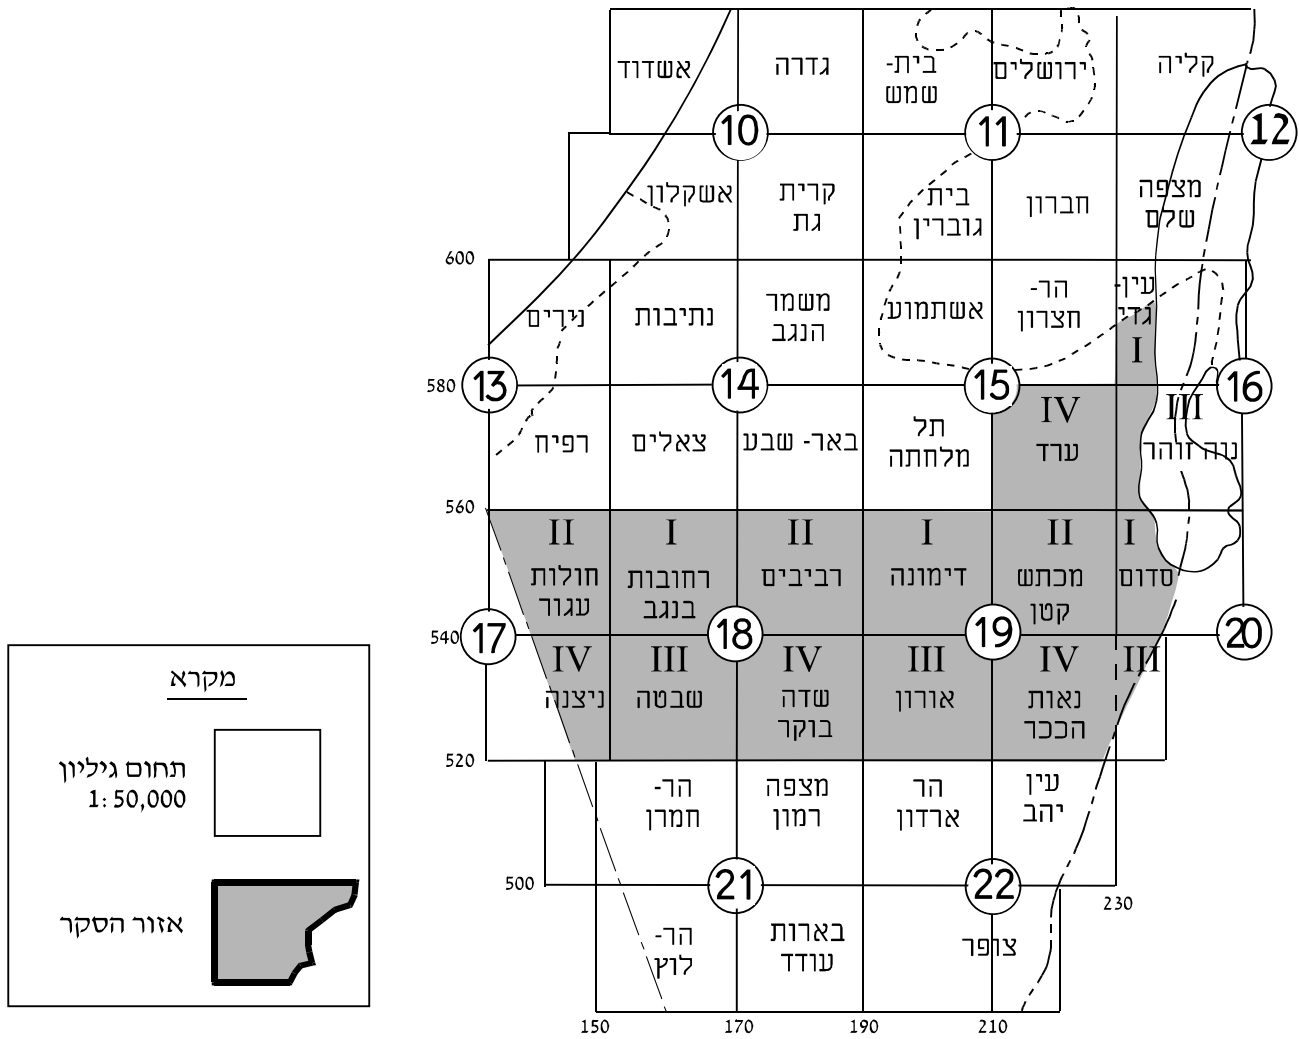 אשדוד
גדרה
בית-
שמש
ירושלים
קליה
10
11
12
אשקלון
קרית
גת
בית
גוברין
חברון
מצפה
שלם
600
נירים
נתיבות
משמר
הנגב
אשתמוע
הר-
חצרון
עין-
גדי
I
580
13
14
15
16
רפיח
צאלים
באר- שבע
תל
מלחתה
IV
ערד
III
נווה זוהר
560
II
חולות
עגור
I
רחובות
בנגב
II
רביבים
I
דימונה
II
מכתש
קטן
I
סדום
540
17
18
19
20
IV
ניצנה
III
שבטה
IV
שדה
בוקר
III
אורון
IV
נאות
הככר
III
520
הר-
חמרן
מצפה
רמון
הר
ארדון
עין
יהב
500
21
22
230
הר-
לוץ
בארות
עודד
צופר
150
170
190
210
מקרא
תחום גיליון
1:50,000
אזור הסקר